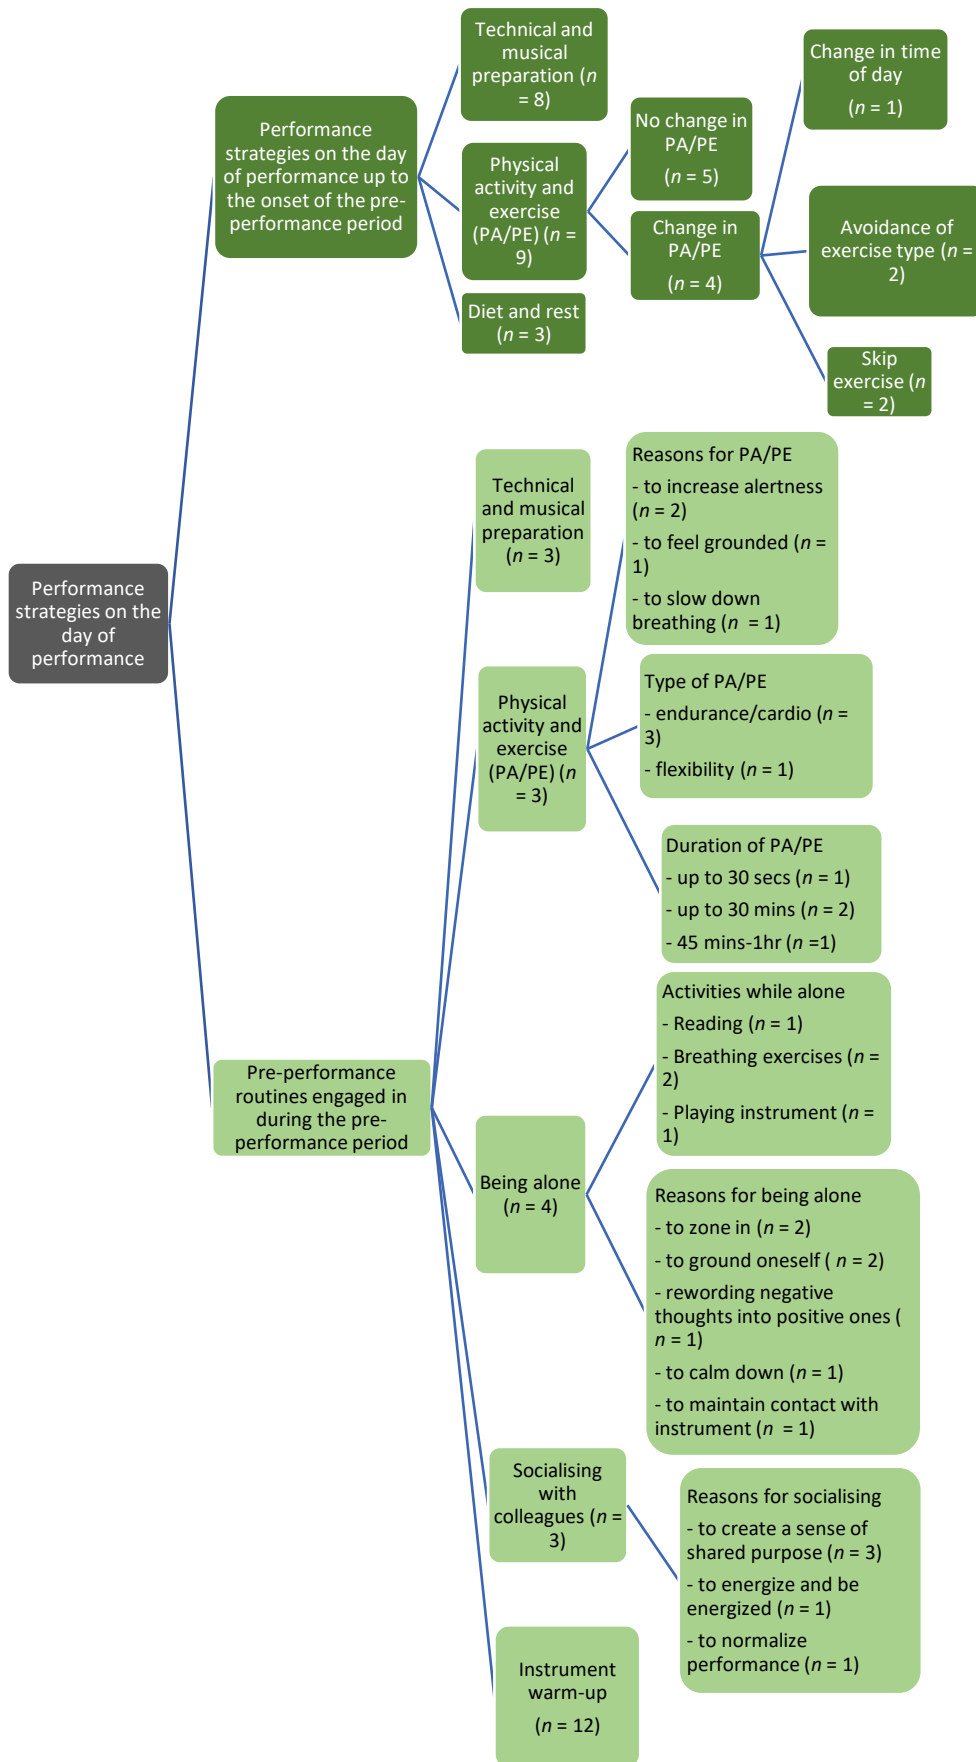 Performance
strategies on the
day of
performance
Performance
strategies on the day
of performance up to
the onset of the pre-
performance period
Technical and
musical
preparation (n
= 8)
Physical
activity and
exercise
(PA/PE) (n =
9)
No change in
PA/PE
(n = 5)
Change in
PA/PE
(n = 4)
Change in time
of day
(n = 1)
Avoidance of
exercise type (n =
2)
Skip
exercise (n
= 2)
Diet and rest
(n = 3)
Pre-performance
routines engaged in
during the pre-
performance period
Technical
and musical
preparation
(n = 3)
Physical
activity and
exercise
(PA/PE) (n
= 3)
Reasons for PA/PE
- to increase alertness
(n = 2)
- to feel grounded (n =
1)
- to slow down
breathing (n  = 1)
Type of PA/PE
- endurance/cardio (n =
3)
- flexibility (n = 1)
Duration of PA/PE
- up to 30 secs (n = 1)
- up to 30 mins (n = 2)
- 45 mins-1hr (n =1)
Being alone
(n = 4)
Activities while alone
- Reading (n = 1)
- Breathing exercises (n =
2)
- Playing instrument (n =
1)
Reasons for being alone
- to zone in (n = 2)
- to ground oneself ( n = 2)
- rewording negative
thoughts into positive ones (
n = 1)
- to calm down (n = 1)
- to maintain contact with
instrument (n  = 1)
Socialising
with
colleagues (n =
3)
Reasons for socialising
- to create a sense of
shared purpose (n = 3)
- to energize and be
energized (n = 1)
- to normalize
performance (n = 1)
Instrument
warm-up
(n = 12)